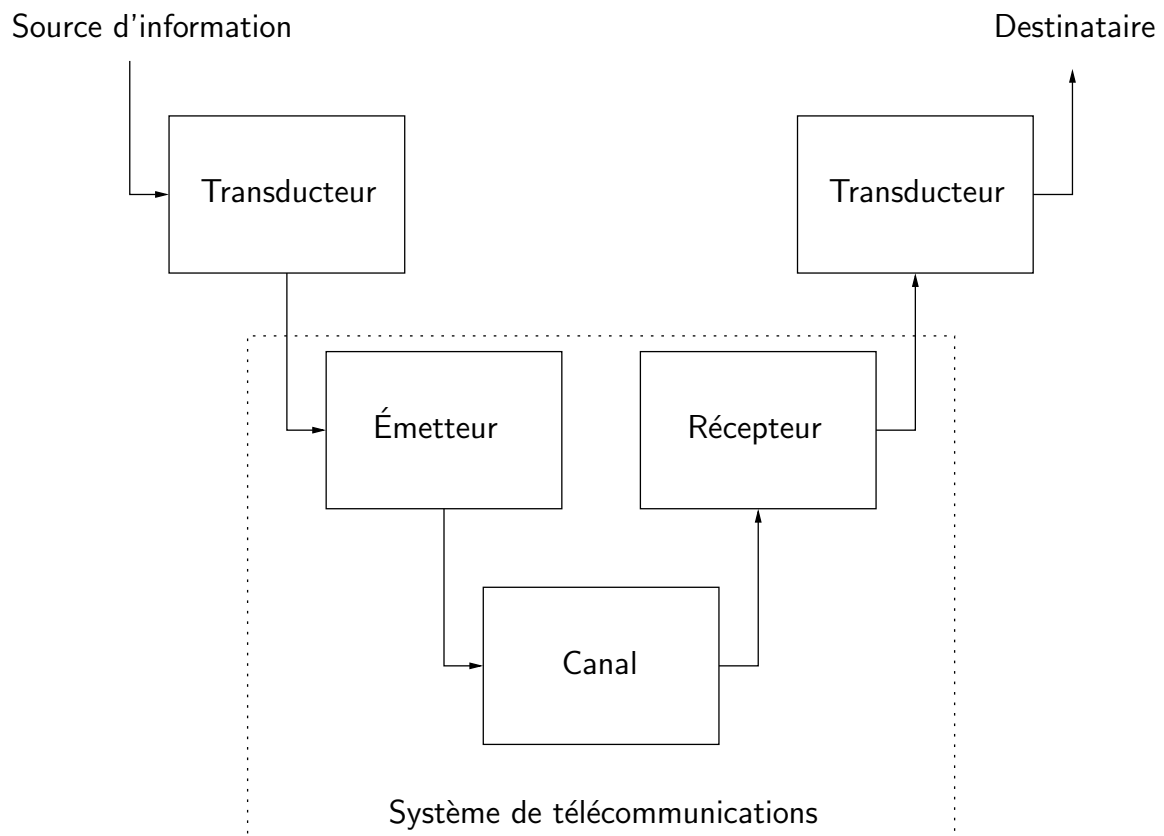 Source d'information
Destinataire
Transducteur
Transducteur
Émetteur
Récepteur
Canal
Système de télécommunications